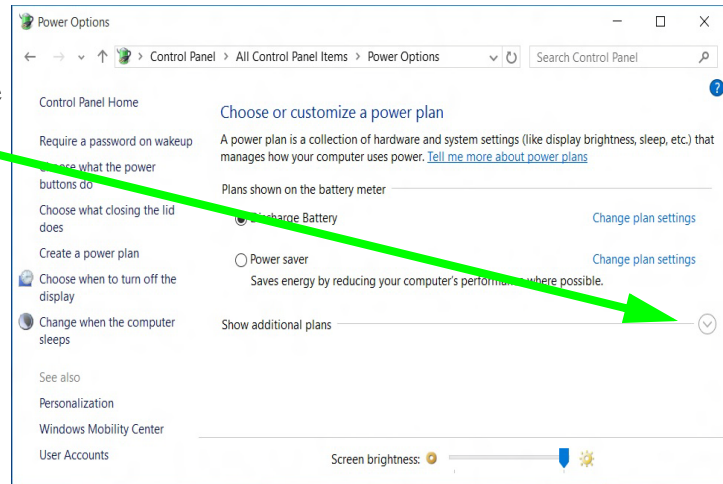 Power Options
Control Panel > All Control Panel Items > Power Options
Search Control Panel
?
Control Panel Home
Require a password on wakeup
Choose what the power
buttons do
Choose what closing the lid
does
Create a power plan
Choose when to turn off the
display
Change when the computer
sleeps
See also
Personalization
Windows Mobility Center
User Accounts
Choose or customize a power plan
A power plan is a collection of hardware and system settings (like display brightness, sleep, etc.) that
manages how your computer uses power. Tell me more about power plans
Plans shown on the battery meter
Discharge Battery Change plan settings
Power saver Change plan settings
Saves energy by reducing your computer's performance where possible.
Show additional plans
Screen brightness: